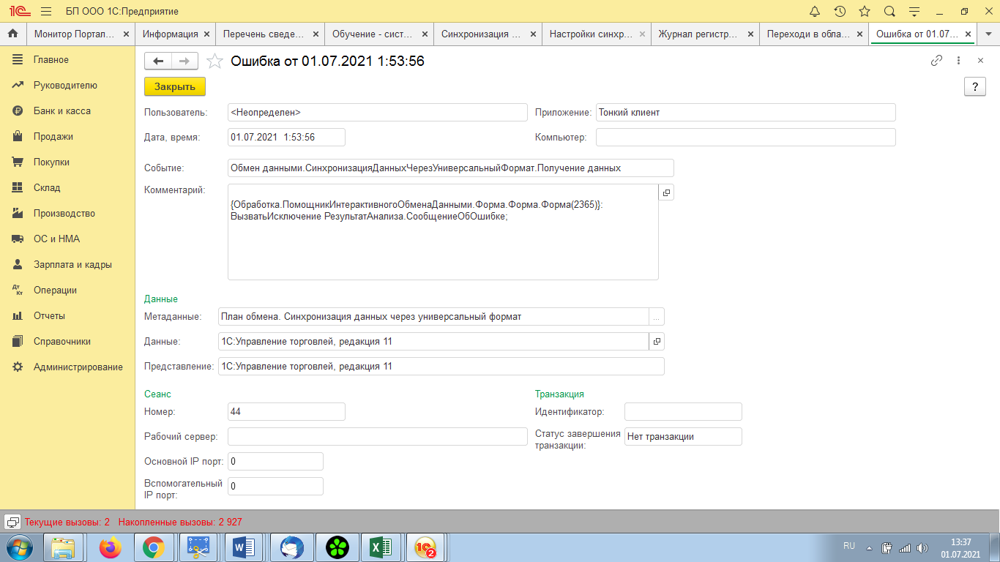 1С БП ООО 1С:Предприятие
Монитор Портал... Информация Перечень сведе... Обучение - сист... Синхронизация ... Настройки синхр... Журнал регистр... Переходи в обла... Ошибка от 01.07...
Главное
Руководителю
Банк и касса
Продажи
Покупки
Склад
Производство
ОС и НМА
Зарплата и кадры
Дт Кт Операции
Отчеты
Справочники
Администрирование
Ошибка от 01.07.2021 1:53:56
Закрыть
?
Пользователь: <Неопределен> Приложение: Тонкий клиент
Дата, время: 01.07.2021 1:53:56 Компьютер:
Событие: Обмен данными.СинхронизацияДанныхЧерезУниверсальныйФормат.Получение данных
Комментарий:
{Обработка.ПомощникИнтерактивногоОбменаДанными.Форма.Форма.Форма(2365)}:
ВызватьИсключение РезультатАнализа.СообщениеОбОшибке;
Данные
Метаданные: План обмена. Синхронизация данных через универсальный формат ...
Данные: 1С:Управление торговлей, редакция 11
Представление: 1С:Управление торговлей, редакция 11
Сеанс Транзакция
Номер: 44 Идентификатор:
Рабочий сервер: Статус завершения
транзакции: Нет транзакции
Основной IP порт: 0
Вспомогательный
IP порт: 0
Текущие вызовы: 2 Накопленные вызовы: 2 927
RU 13:37
01.07.2021